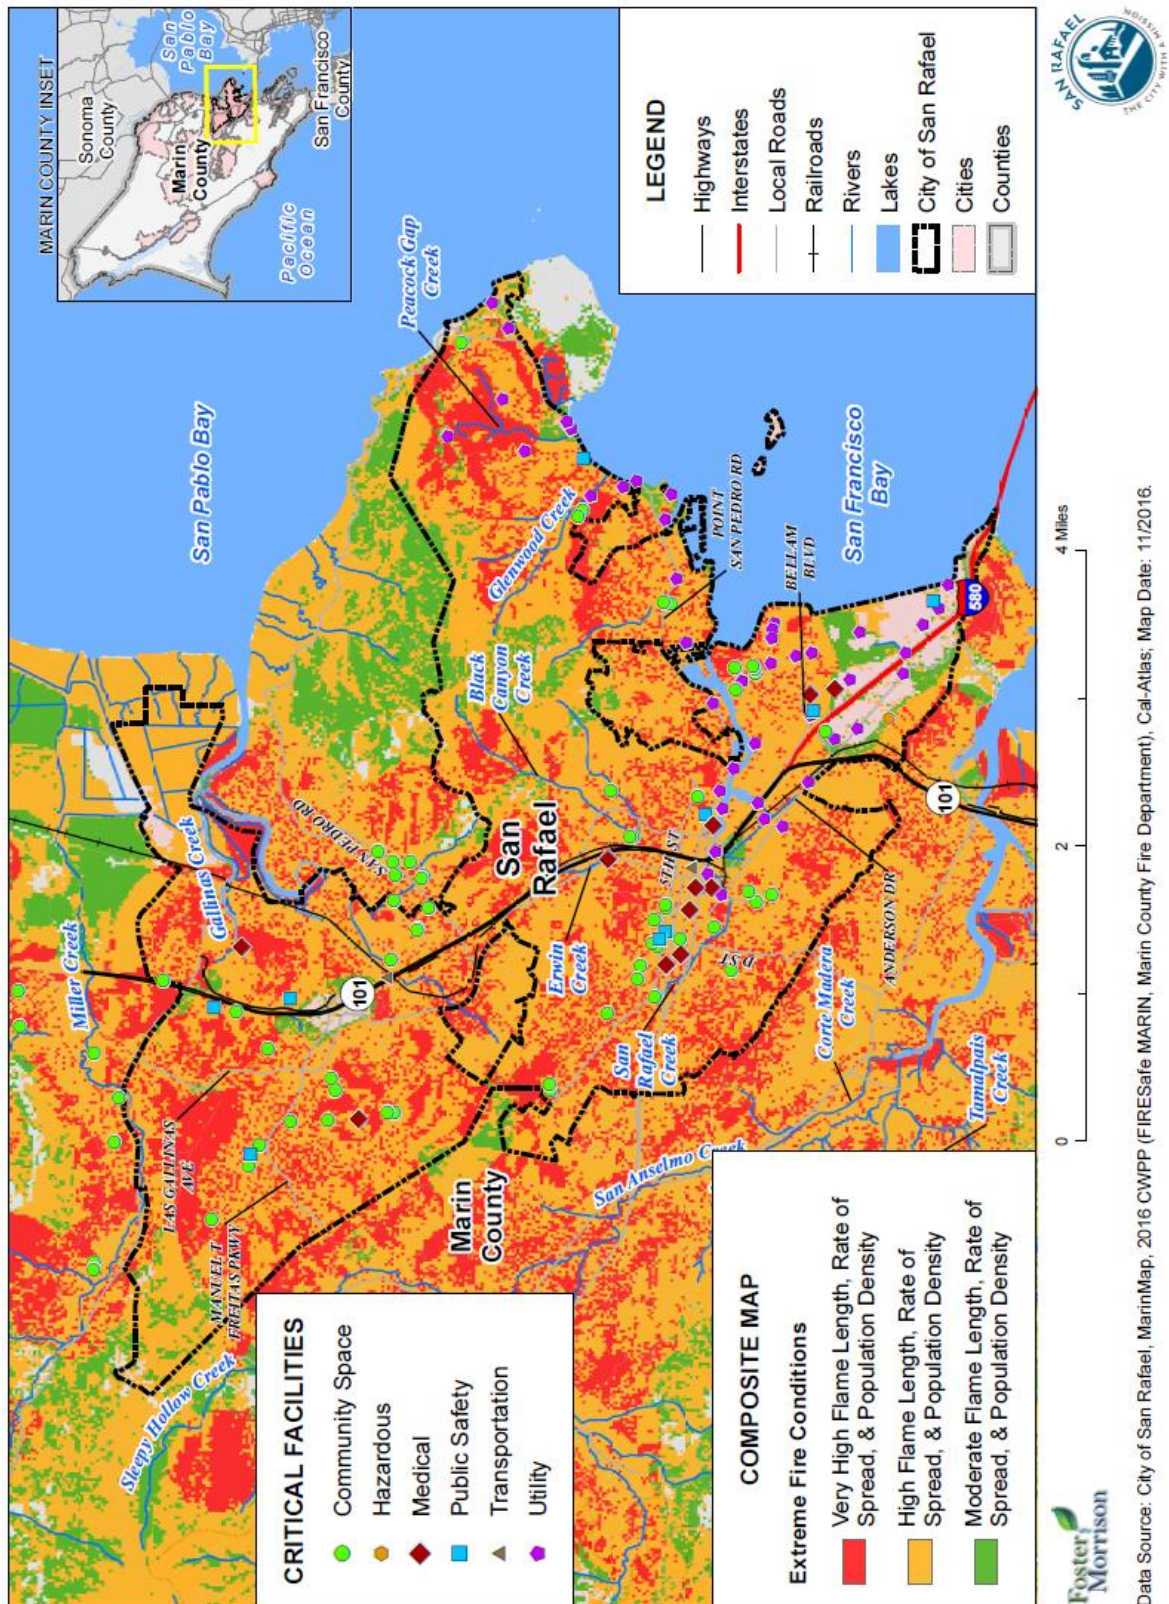 MARIN COUNTY INSET
Sonoma
County
San
Pablo
Bay
Marin
County
San Francisco
County
Pacific
Ocean
San Pablo Bay
Miller Creek
Gallinas Creek
LAS GALLINAS
AVE
MANUEL T
FREITAS PKWY
Sleepy Hollow Creek
101
SAN PEDRO RD
San
Rafael
Marin
County
Black
Canyon
Creek
Glenwood Creek
Peacock Gap
Creek
Erwin
Creek
5TH ST
D ST
San
Rafael
Creek
San Anselmo Creek
Corte Madera
Creek
Tamalpais
Creek
ANDERSON DR
101
POINT
SAN PEDRO RD
BELLAM
BLVD
580
San Francisco
Bay
CRITICAL FACILITIES
Community Space
Hazardous
Medical
Public Safety
Transportation
Utility
COMPOSITE MAP
Extreme Fire Conditions
Very High Flame Length, Rate of
Spread, & Population Density
High Flame Length, Rate of
Spread, & Population Density
Moderate Flame Length, Rate of
Spread, & Population Density
LEGEND
Highways
Interstates
Local Roads
Railroads
Rivers
Lakes
City of San Rafael
Cities
Counties
0
2
4 Miles
Foster
Morrison
Data Source: City of San Rafael, MarinMap, 2016 CWPP (FIRESafe MARIN, Marin County Fire Department), Cal-Atlas; Map Date: 11/2016.
SAN RAFAEL
THE CITY WITH A MISSION